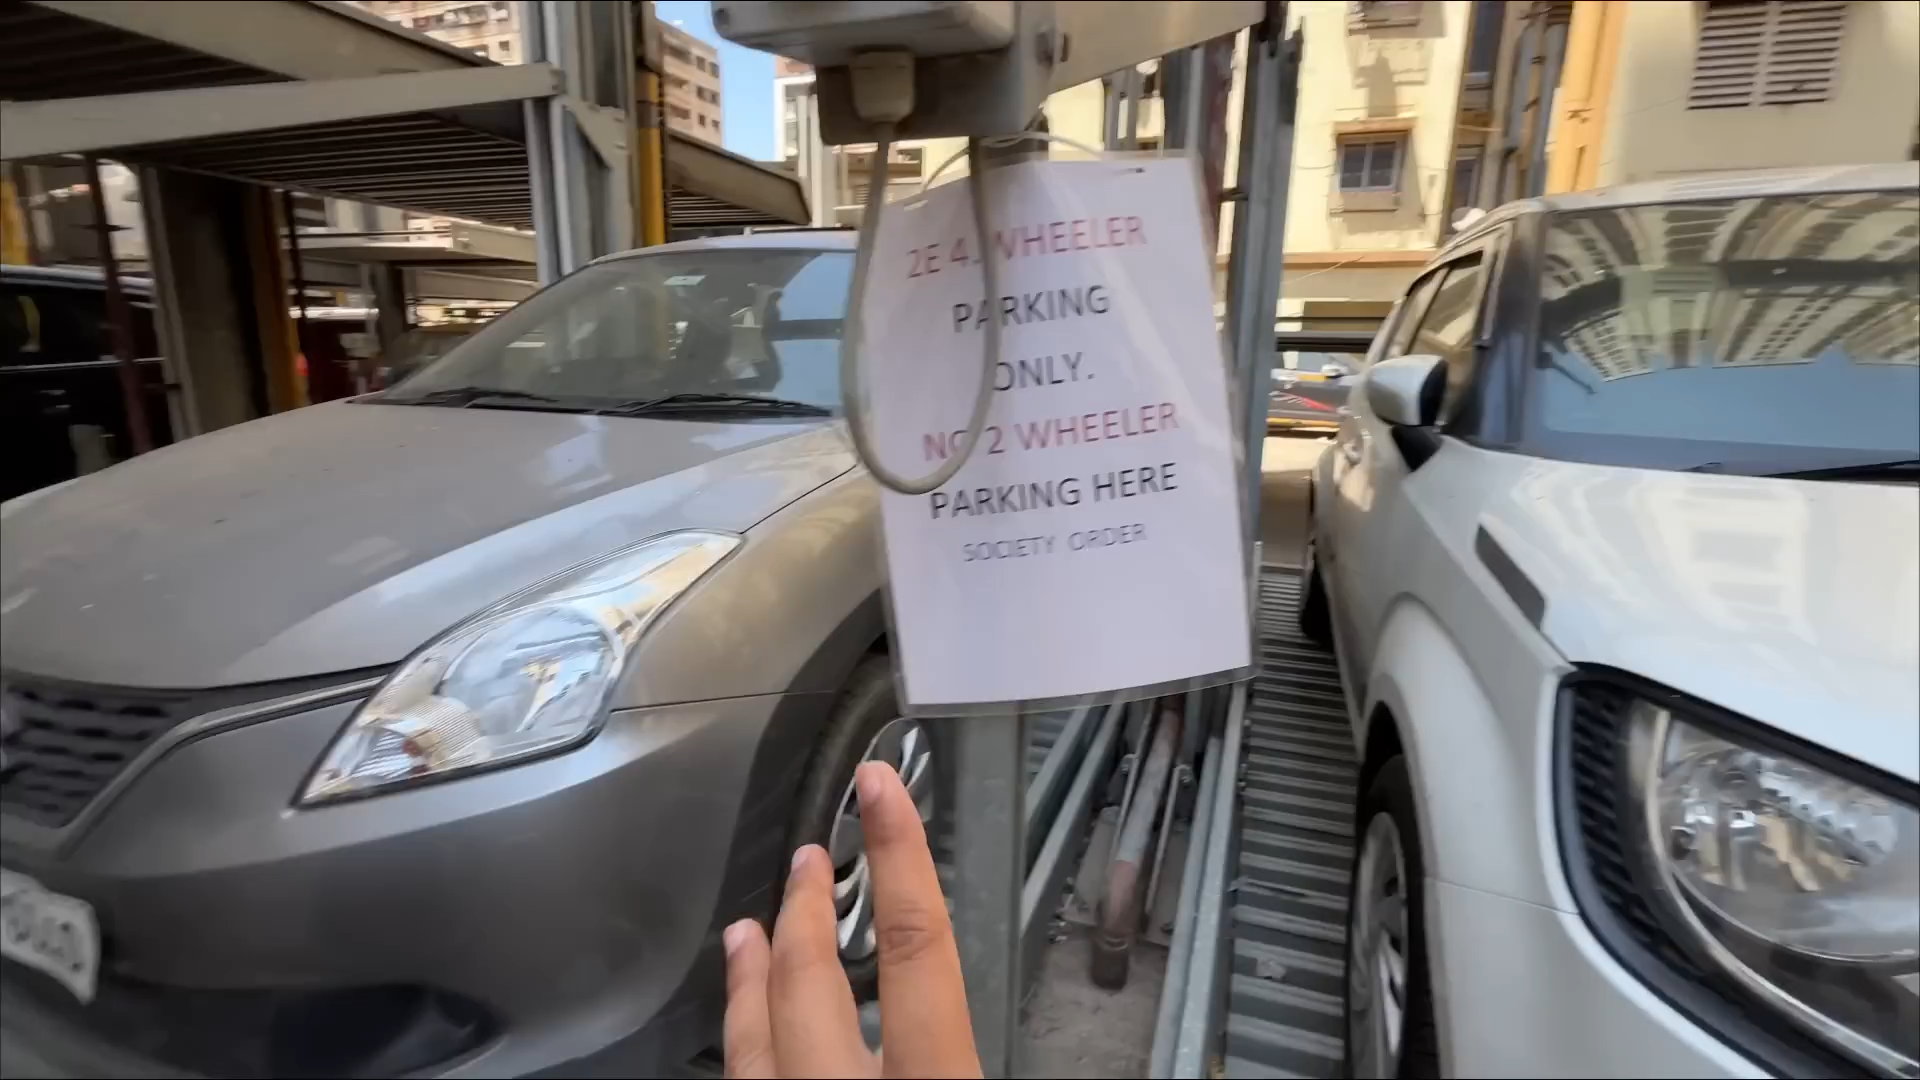 2E 4 WHEELER
PARKING
ONLY.
NO 2 WHEELER
PARKING HERE
SOCIETY ORDER